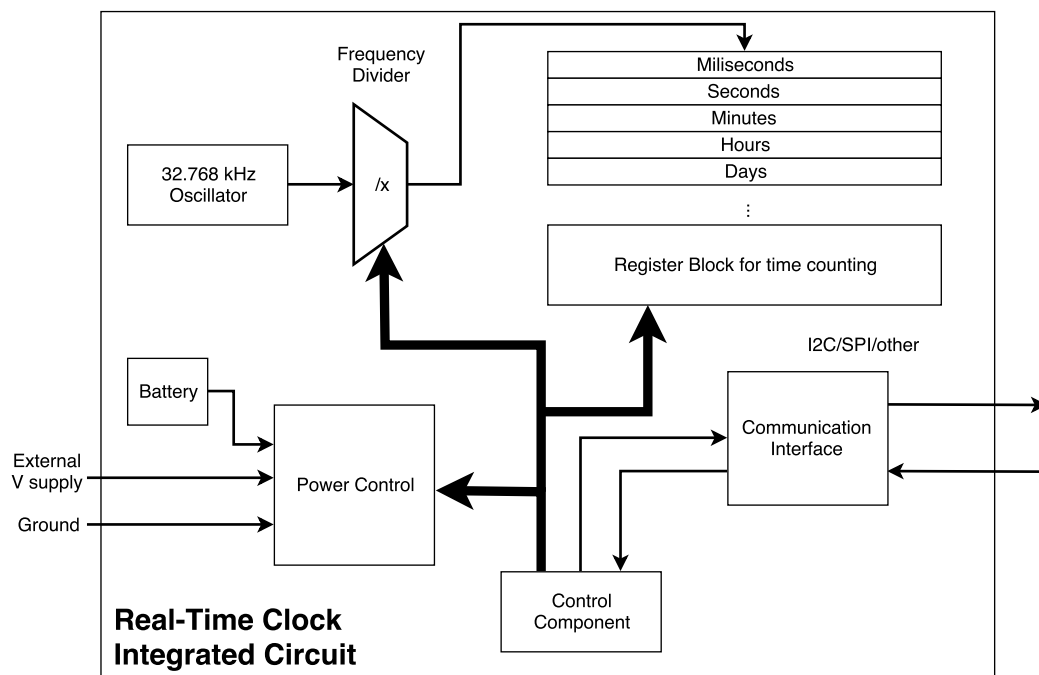 Frequency
Divider
Miliseconds
Seconds
Minutes
Hours
Days
...
32.768 kHz
Oscillator
/x
Register Block for time counting
I2C/SPI/other
Battery
Communication
Interface
External
V supply
Power Control
Ground
Control
Component
Real-Time Clock
Integrated Circuit